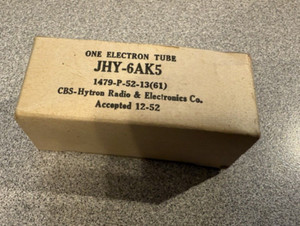 ONE ELECTRON TUBE
JHY-6AK5
1479-P-52-13(61)
CBS-Hytron Radio & Electronics Co.
Accepted 12-52